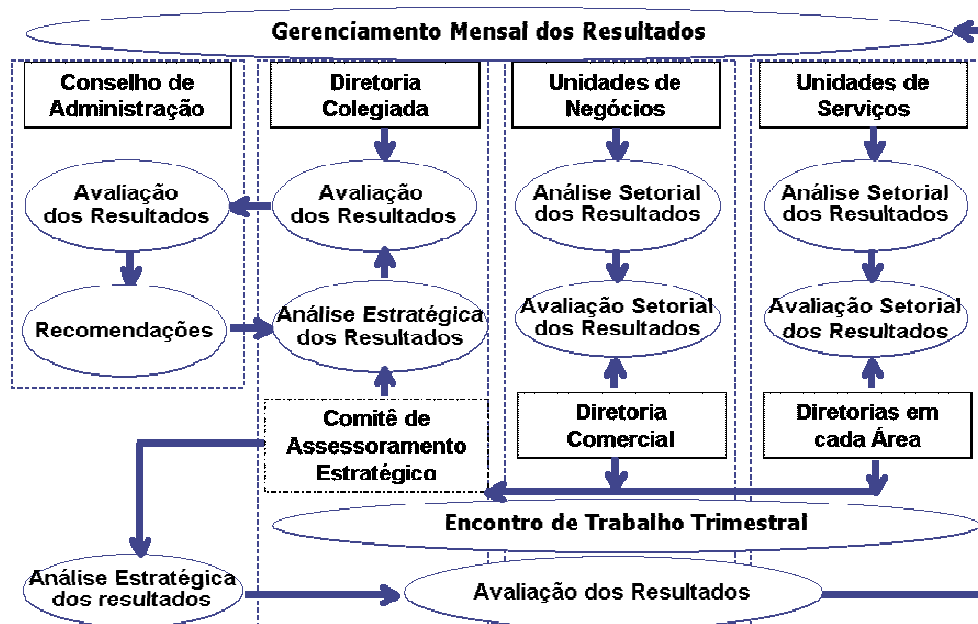 Gerenciamento Mensal dos Resultados
Conselho de
Administração
Diretoria
Colegiada
Unidades de
Negócios
Unidades de
Serviços
Avaliação
dos Resultados
Avaliação
dos Resultados
Análise Setorial
dos Resultados
Análise Setorial
dos Resultados
Recomendações
Análise Estratégica
dos Resultados
Avaliação Setorial
dos Resultados
Avaliação Setorial
dos Resultados
Comitê de
Assessoramento
Estratégico
Diretoria
Comercial
Diretorias em
cada Área
Encontro de Trabalho Trimestral
Análise Estratégica
dos resultados
Avaliação dos Resultados